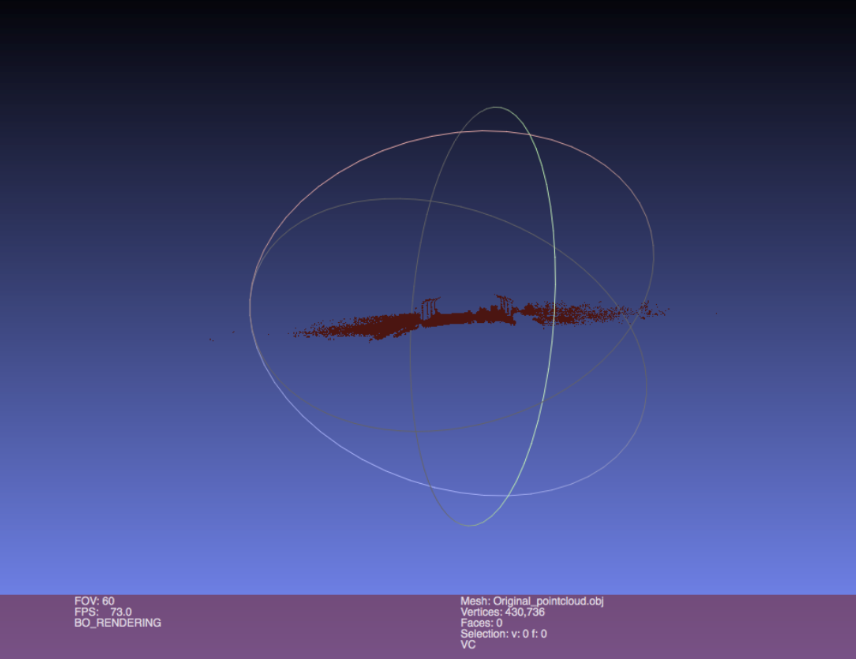 FOV: 60
FPS: 73.0
BO_RENDERING
Mesh: Original_pointcloud.obj
Vertices: 430,736
Faces: 0
Selection: v: 0 f: 0
VC